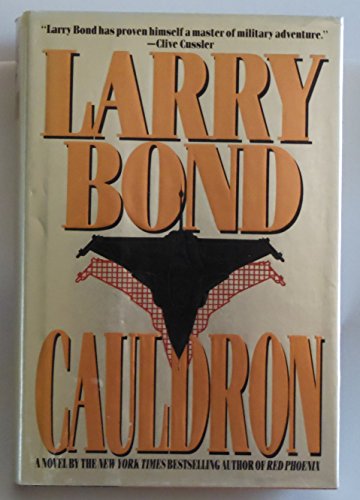 "Larry Bond has proven himself a master of military adventure."
—Clive Cussler
LARRY
BOND
CAULDRON
A NOVEL BY THE NEW YORK TIMES BESTSELLING AUTHOR OF RED PHOENIX